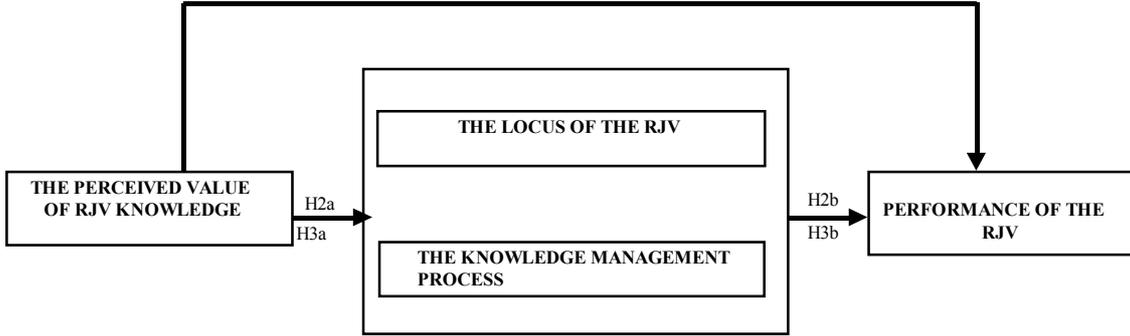 THE LOCUS OF THE RJV
THE PERCEIVED VALUE
OF RJV KNOWLEDGE
H2a
H3a
H2b
H3b
PERFORMANCE OF THE
RJV
THE KNOWLEDGE MANAGEMENT
PROCESS